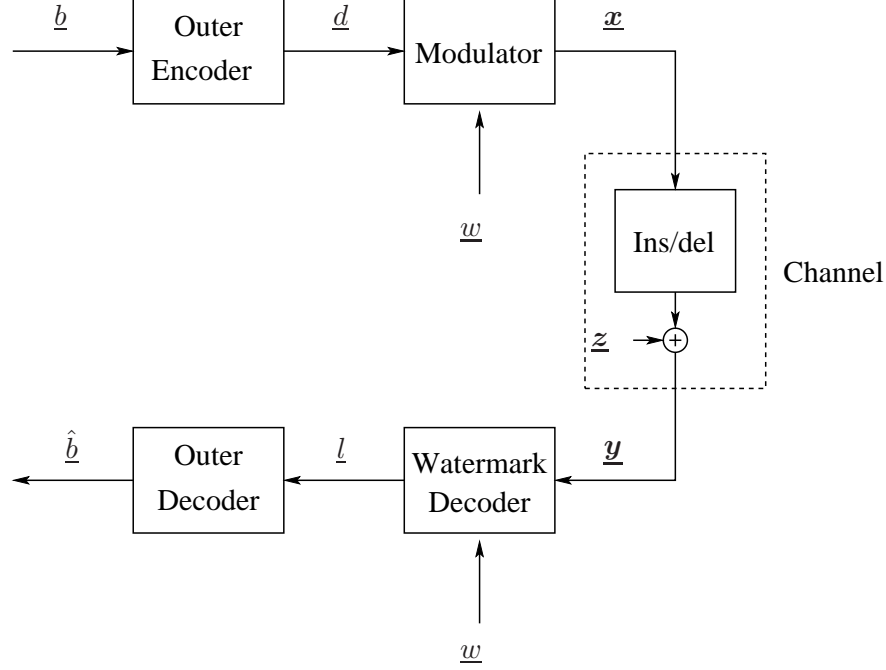 b
Outer
Encoder
d
Modulator
x
w
Ins/del
Channel
z
+
b̂
Outer
Decoder
l
Watermark
Decoder
y
w